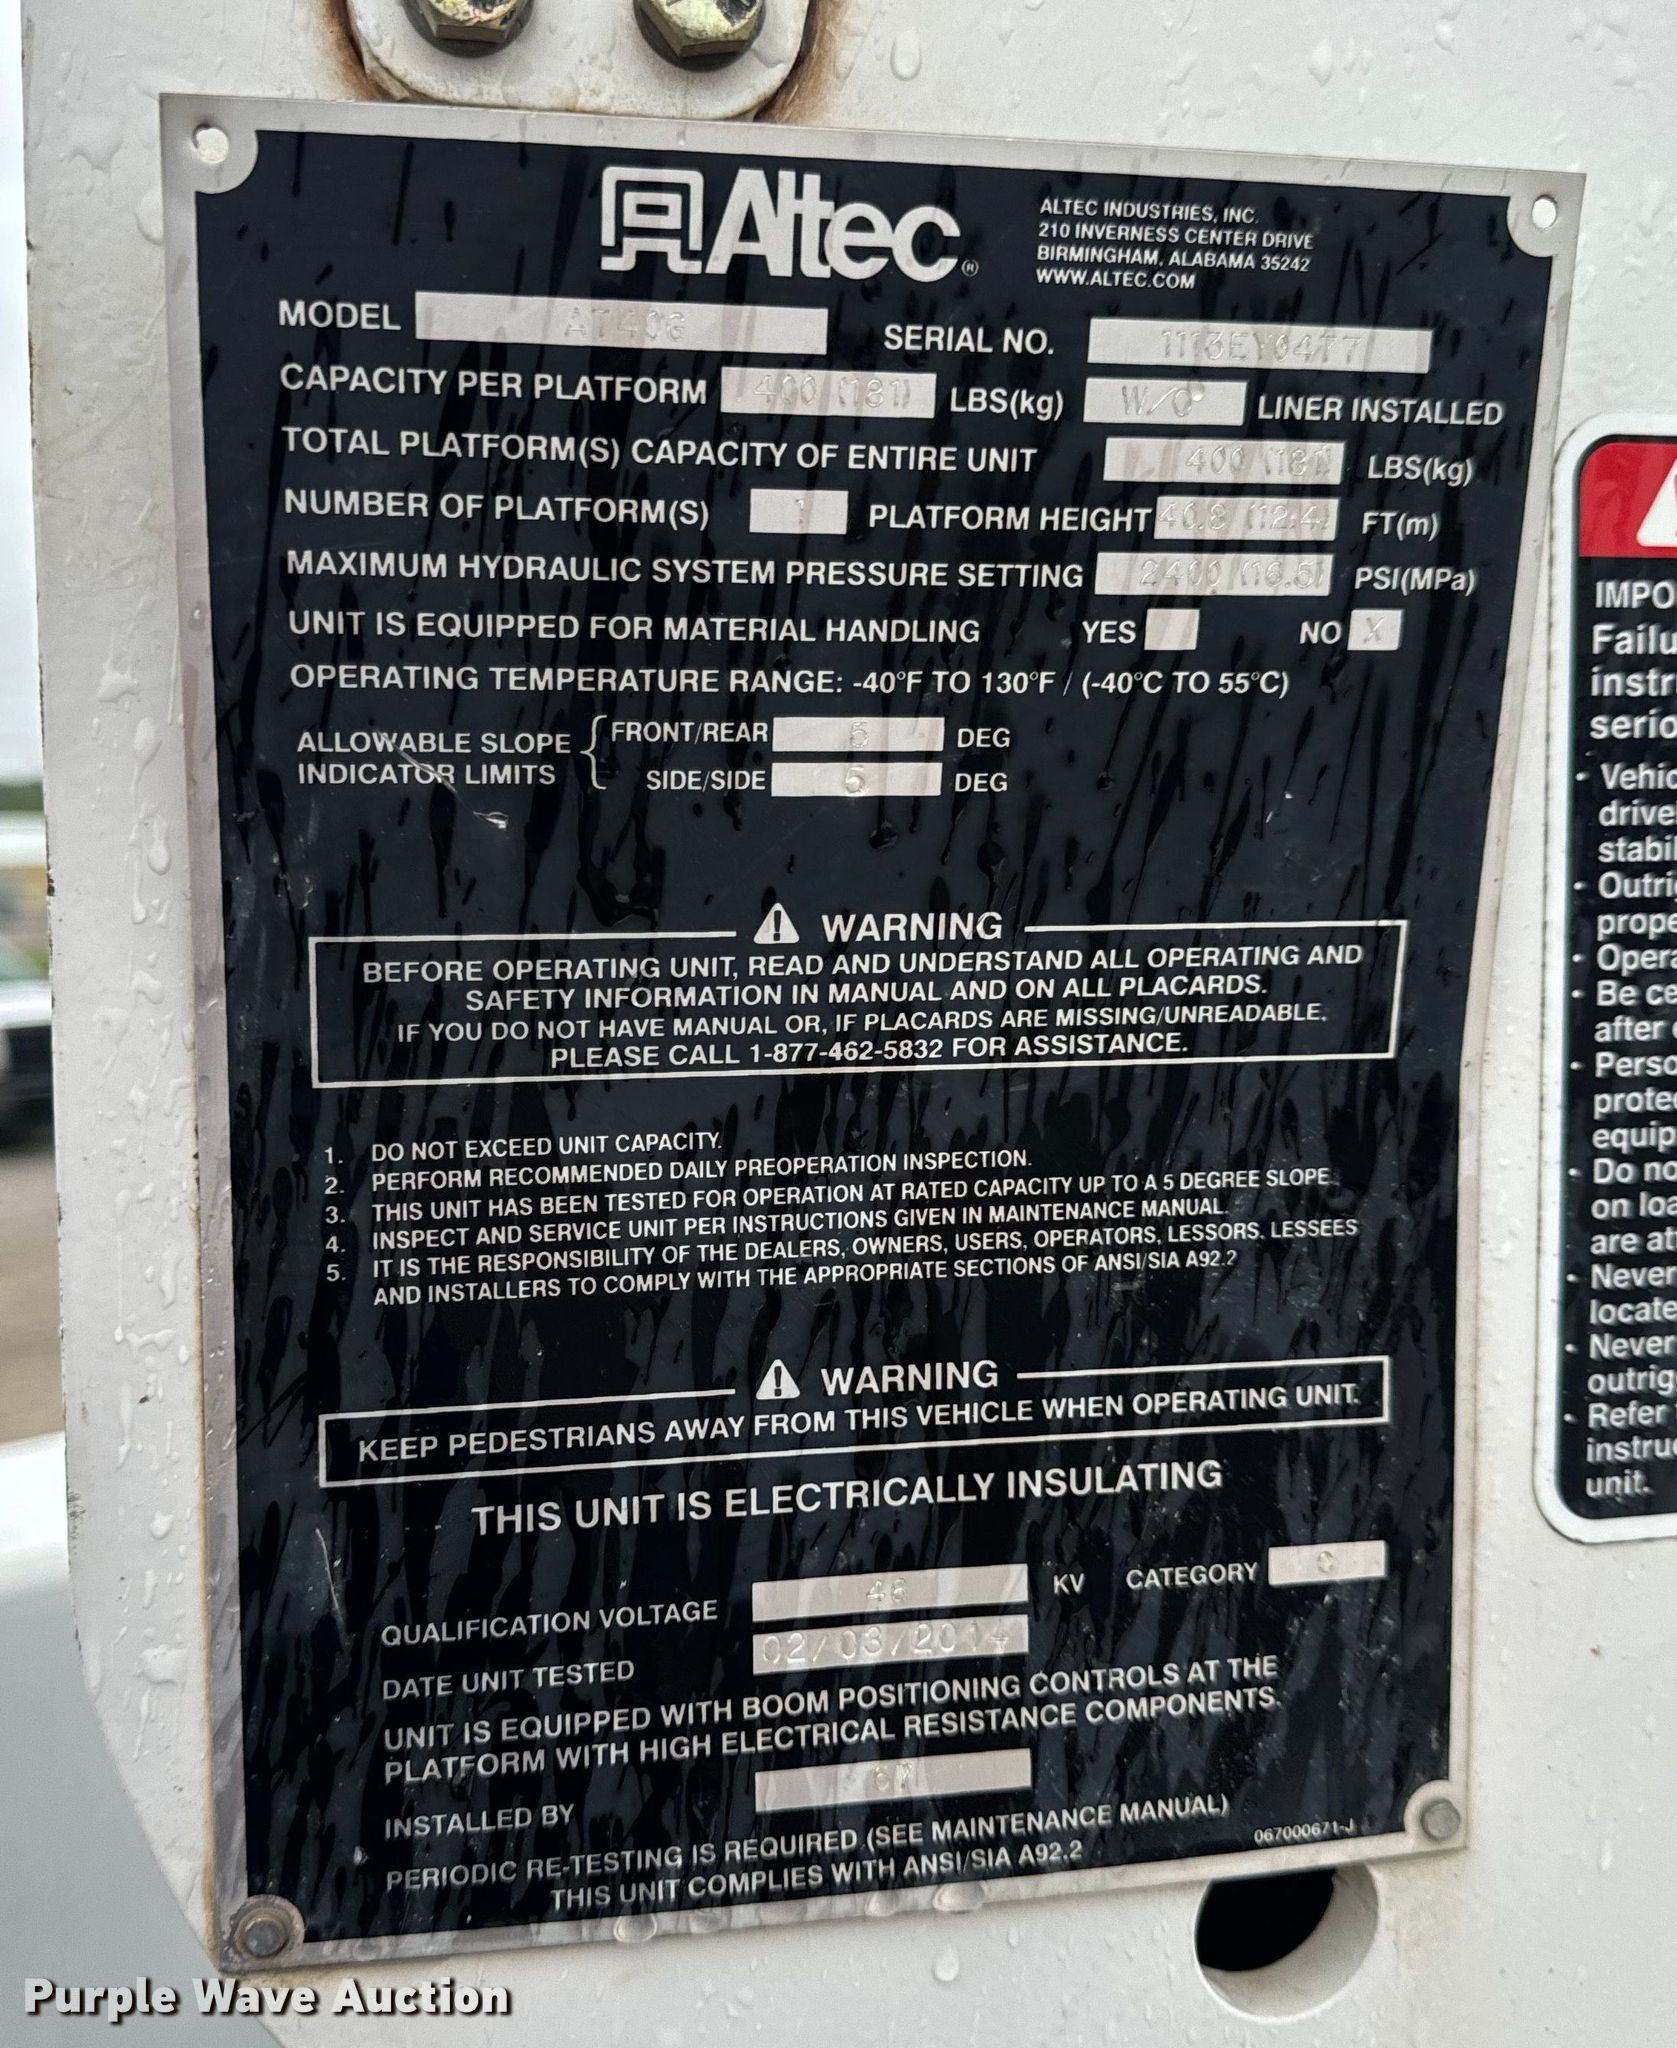 Altec®
ALTEC INDUSTRIES, INC.
210 INVERNESS CENTER DRIVE
BIRMINGHAM, ALABAMA 35242
WWW.ALTEC.COM
MODEL AT40G SERIAL NO. 1113EY6477
CAPACITY PER PLATFORM 400 (181) LBS(kg) W/O LINER INSTALLED
TOTAL PLATFORM(S) CAPACITY OF ENTIRE UNIT 400 (181) LBS(kg)
NUMBER OF PLATFORM(S) 1 PLATFORM HEIGHT 40.8 (12.4) FT(m)
MAXIMUM HYDRAULIC SYSTEM PRESSURE SETTING 2400 (16.5) PSI(MPa)
UNIT IS EQUIPPED FOR MATERIAL HANDLING YES NO X
OPERATING TEMPERATURE RANGE: -40°F TO 130°F / (-40°C TO 55°C)
ALLOWABLE SLOPE INDICATOR LIMITS
FRONT/REAR 5 DEG
SIDE/SIDE 5 DEG
WARNING
BEFORE OPERATING UNIT, READ AND UNDERSTAND ALL OPERATING AND
SAFETY INFORMATION IN MANUAL AND ON ALL PLACARDS.
IF YOU DO NOT HAVE MANUAL OR, IF PLACARDS ARE MISSING/UNREADABLE,
PLEASE CALL 1-877-462-5832 FOR ASSISTANCE.
1. DO NOT EXCEED UNIT CAPACITY.
2. PERFORM RECOMMENDED DAILY PREOPERATION INSPECTION.
3. THIS UNIT HAS BEEN TESTED FOR OPERATION AT RATED CAPACITY UP TO A 5 DEGREE SLOPE.
4. INSPECT AND SERVICE UNIT PER INSTRUCTIONS GIVEN IN MAINTENANCE MANUAL.
5. IT IS THE RESPONSIBILITY OF THE DEALERS, OWNERS, USERS, OPERATORS, LESSORS, LESSEES
AND INSTALLERS TO COMPLY WITH THE APPROPRIATE SECTIONS OF ANSI/SIA A92.2
WARNING
KEEP PEDESTRIANS AWAY FROM THIS VEHICLE WHEN OPERATING UNIT.
THIS UNIT IS ELECTRICALLY INSULATING
QUALIFICATION VOLTAGE 46 KV CATEGORY C
DATE UNIT TESTED 02/03/2014
UNIT IS EQUIPPED WITH BOOM POSITIONING CONTROLS AT THE
PLATFORM WITH HIGH ELECTRICAL RESISTANCE COMPONENTS.
INSTALLED BY
PERIODIC RE-TESTING IS REQUIRED (SEE MAINTENANCE MANUAL)
THIS UNIT COMPLIES WITH ANSI/SIA A92.2
067000671-J
IMPO
Failu
instr
serio
• Vehic
drive
stabil
• Outri
prope
• Opera
• Be ce
after
• Perso
prote
equip
• Do no
on loa
are at
• Never
locate
• Never
outrig
• Refer
instru
unit.
Purple Wave Auction